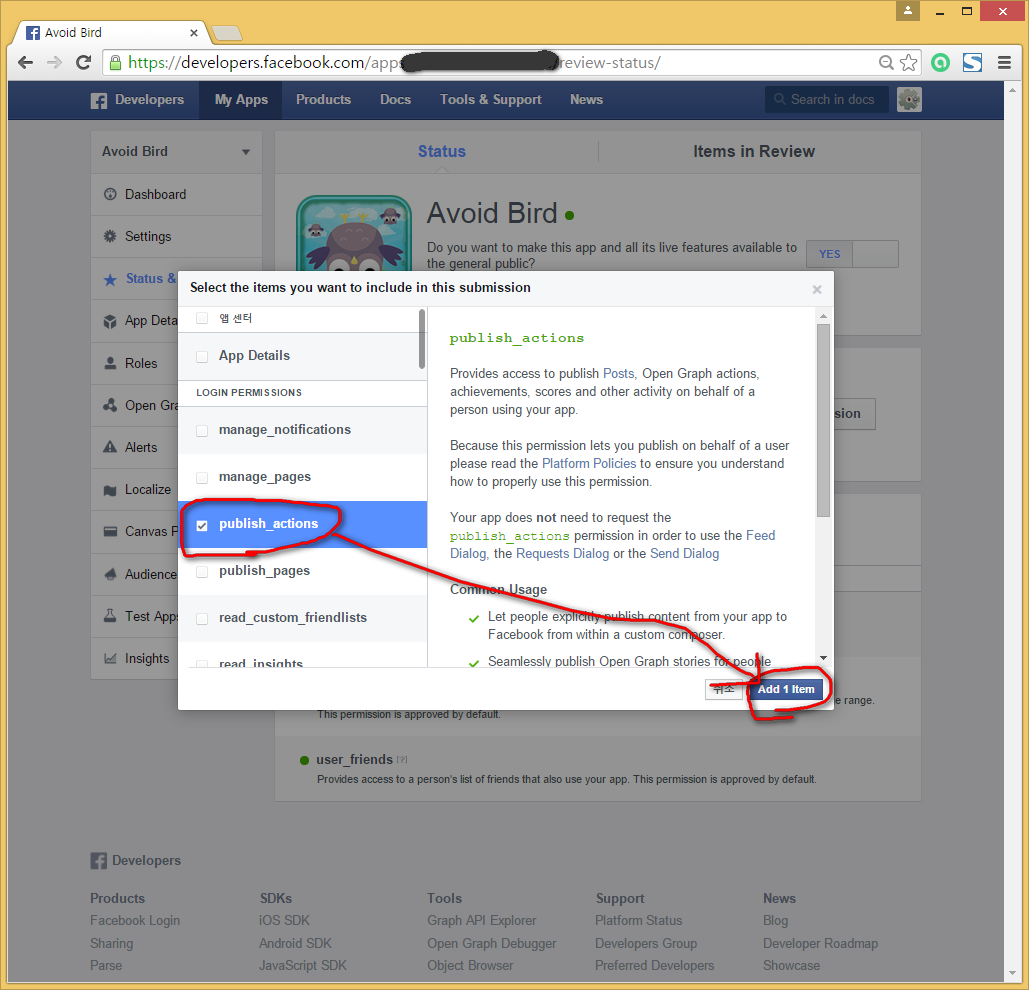 Avoid Bird
https://developers.facebook.com/apps
review-status/
Developers
My Apps
Products
Docs
Tools & Support
News
Search in docs
Avoid Bird
Dashboard
Settings
Status &
App Deta
Roles
Open Gra
Alerts
Localize
Canvas P
Audience
Test Apps
Insights
Status
Items in Review
Avoid Bird
Do you want to make this app and all its live features available to
the general public?
YES
Select the items you want to include in this submission
앱 센터
App Details
LOGIN PERMISSIONS
manage_notifications
manage_pages
publish_actions
publish_pages
read_custom_friendlists
read_insights
publish_actions
Provides access to publish Posts, Open Graph actions,
achievements, scores and other activity on behalf of a
person using your app.
Because this permission lets you publish on behalf of a user
please read the Platform Policies to ensure you understand
how to properly use this permission.
Your app does not need to request the
publish_actions permission in order to use the Feed
Dialog, the Requests Dialog or the Send Dialog
Common Usage
Let people explicitly publish content from your app to
Facebook from within a custom composer.
Seamlessly publish Open Graph stories for people
sion
취소
Add 1 Item
e range.
This permission is approved by default.
user_friends [?]
Provides access to a person's list of friends that also use your app. This permission is approved by default.
Developers
Products
Facebook Login
Sharing
Parse
SDKs
iOS SDK
Android SDK
JavaScript SDK
Tools
Graph API Explorer
Open Graph Debugger
Object Browser
Support
Platform Status
Developers Group
Preferred Developers
News
Blog
Developer Roadmap
Showcase